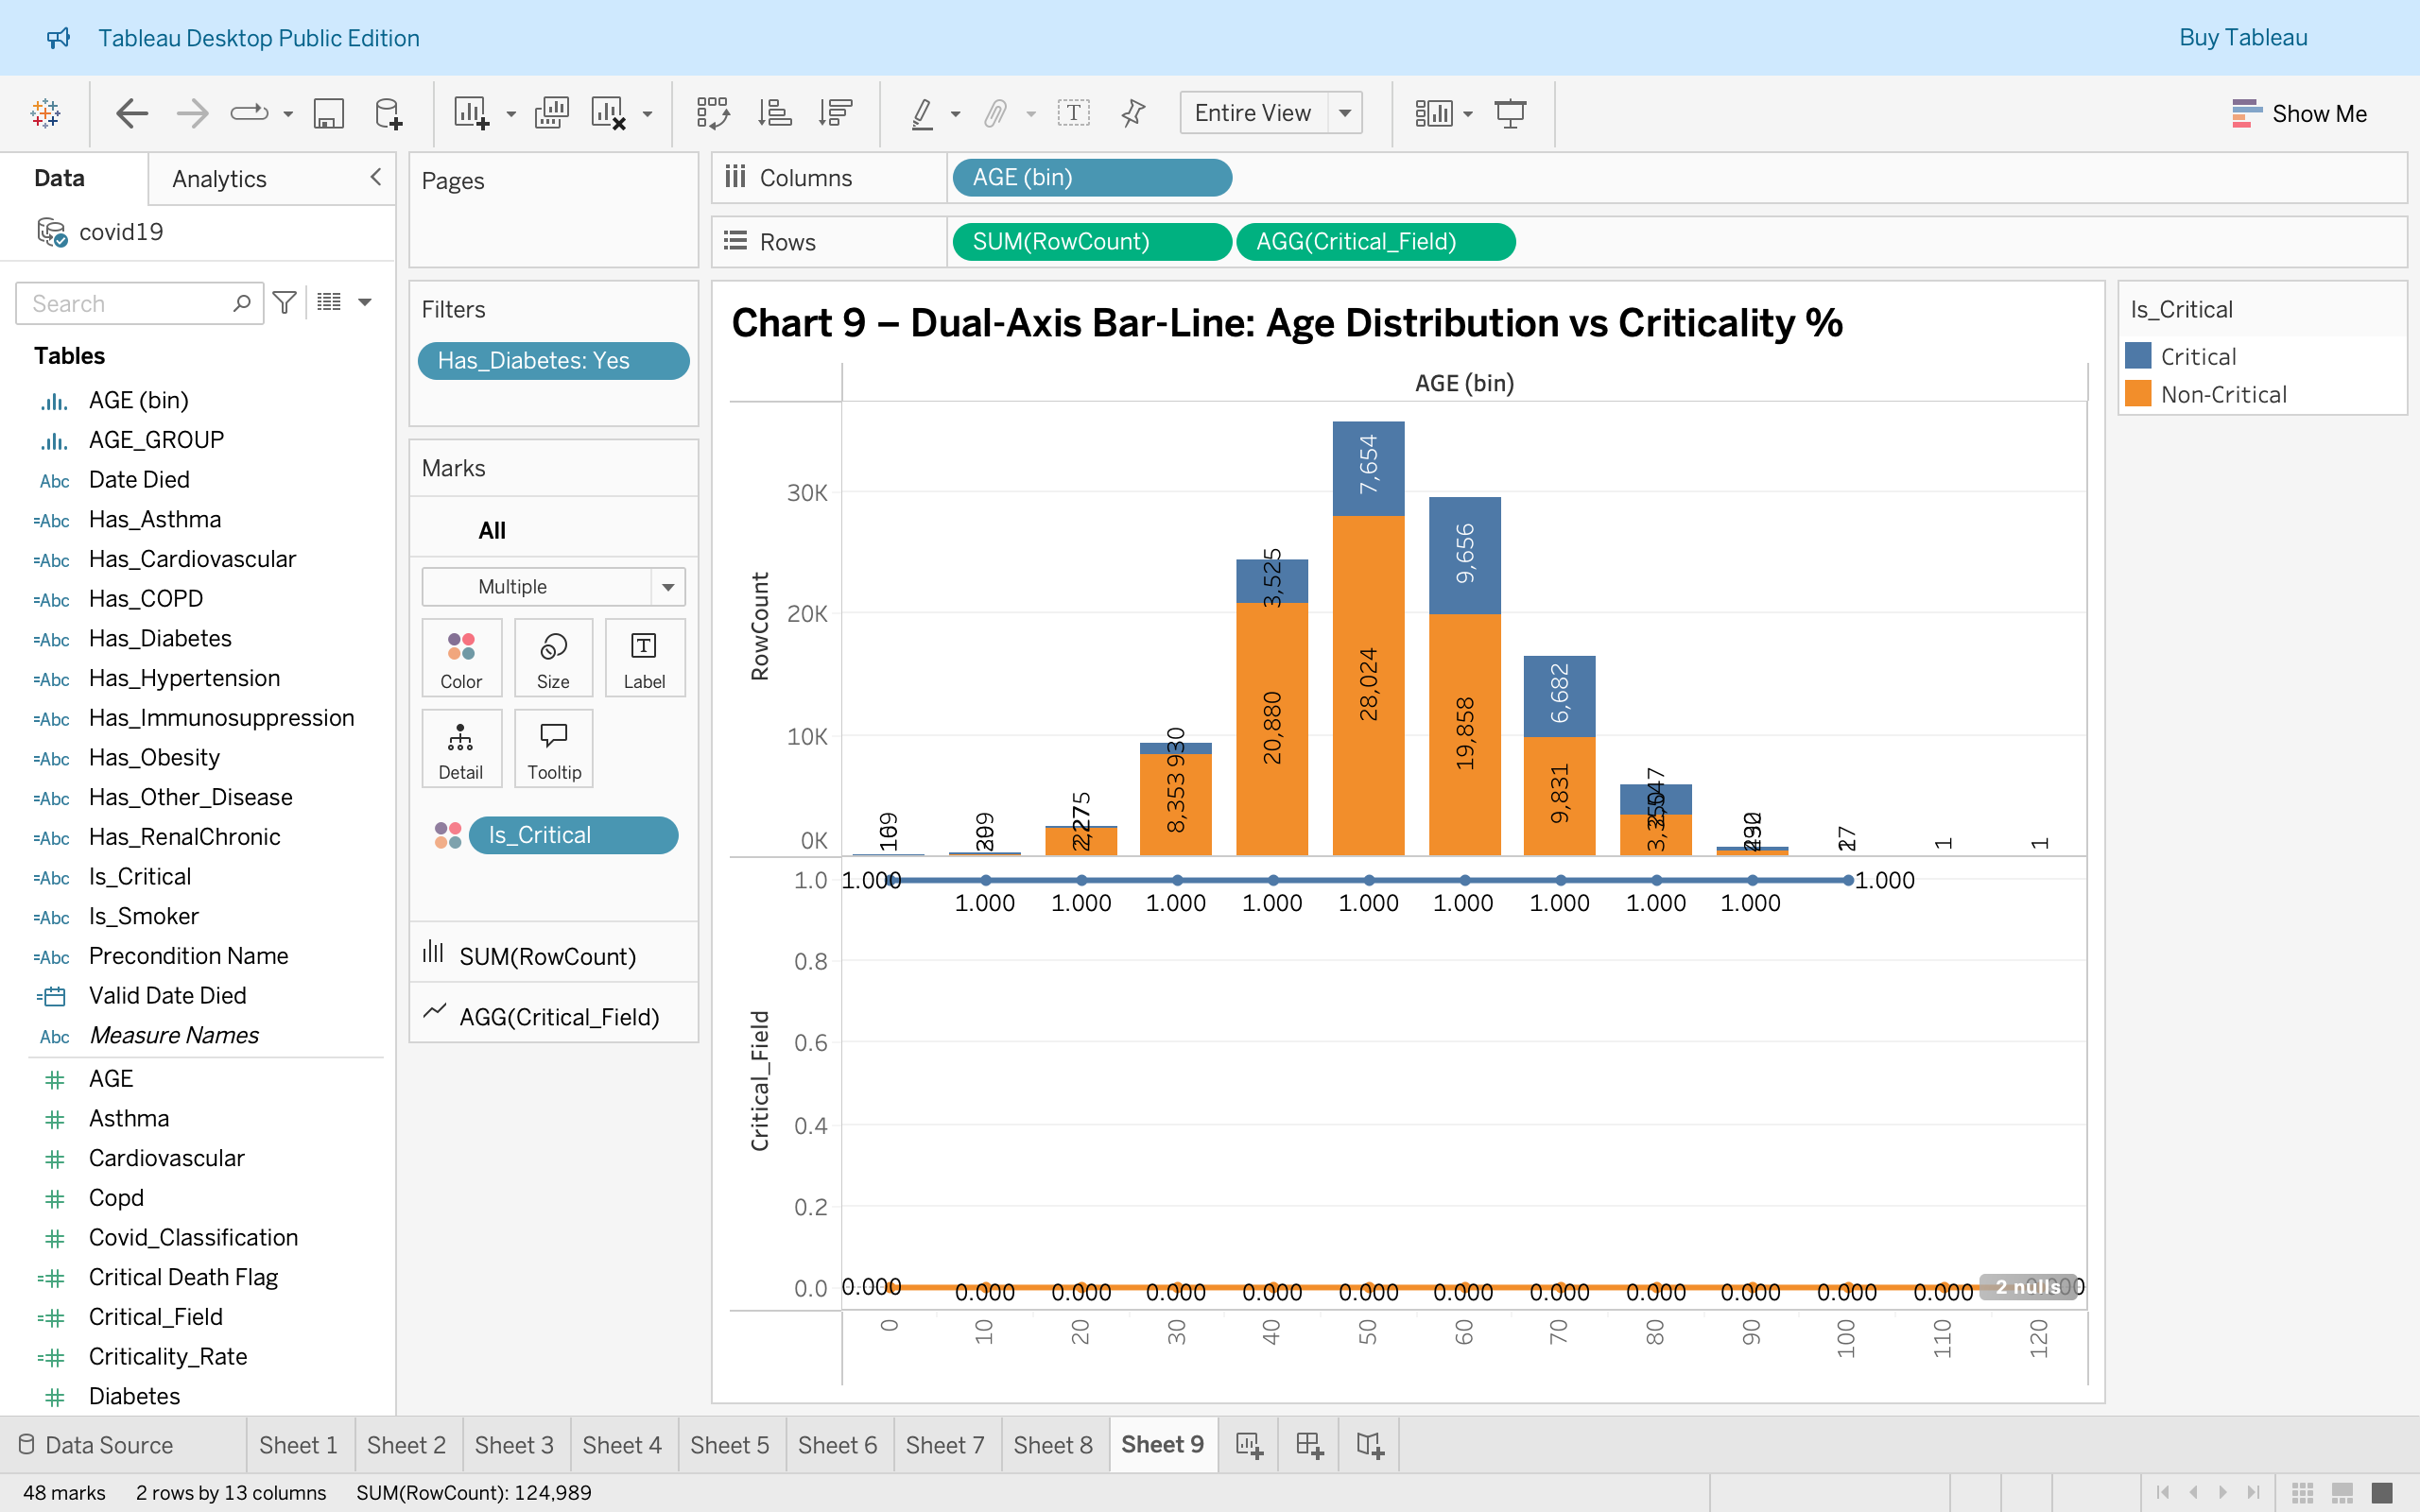 Tableau Desktop Public Edition
Buy Tableau
Entire View
Show Me
Data
Analytics
covid19
Search
Tables
AGE (bin)
AGE_GROUP
Date Died
Has_Asthma
Has_Cardiovascular
Has_COPD
Has_Diabetes
Has_Hypertension
Has_Immunosuppression
Has_Obesity
Has_Other_Disease
Has_RenalChronic
Is_Critical
Is_Smoker
Precondition Name
Valid Date Died
Measure Names
AGE
Asthma
Cardiovascular
Copd
Covid_Classification
Critical Death Flag
Critical_Field
Criticality_Rate
Diabetes
Pages
Filters
Has_Diabetes: Yes
Marks
All
Multiple
Color
Size
Label
Detail
Tooltip
Is_Critical
SUM(RowCount)
AGG(Critical_Field)
Columns
AGE (bin)
Rows
SUM(RowCount)
AGG(Critical_Field)
Chart 9 – Dual-Axis Bar-Line: Age Distribution vs Criticality %
AGE (bin)
RowCount
30K
20K
10K
0K
8,353
930
20,880
3,525
28,024
7,654
19,858
9,656
9,831
6,682
1
1
Critical_Field
1.0
0.8
0.6
0.4
0.2
0.0
1.000
1.000
1.000
1.000
1.000
1.000
1.000
1.000
1.000
1.000
1.000
0.000
0.000
0.000
0.000
0.000
0.000
0.000
0.000
0.000
0.000
0.000
0.000
2 nulls
0
10
20
30
40
50
60
70
80
90
100
110
120
Is_Critical
Critical
Non-Critical
Data Source
Sheet 1
Sheet 2
Sheet 3
Sheet 4
Sheet 5
Sheet 6
Sheet 7
Sheet 8
Sheet 9
48 marks
2 rows by 13 columns
SUM(RowCount): 124,989